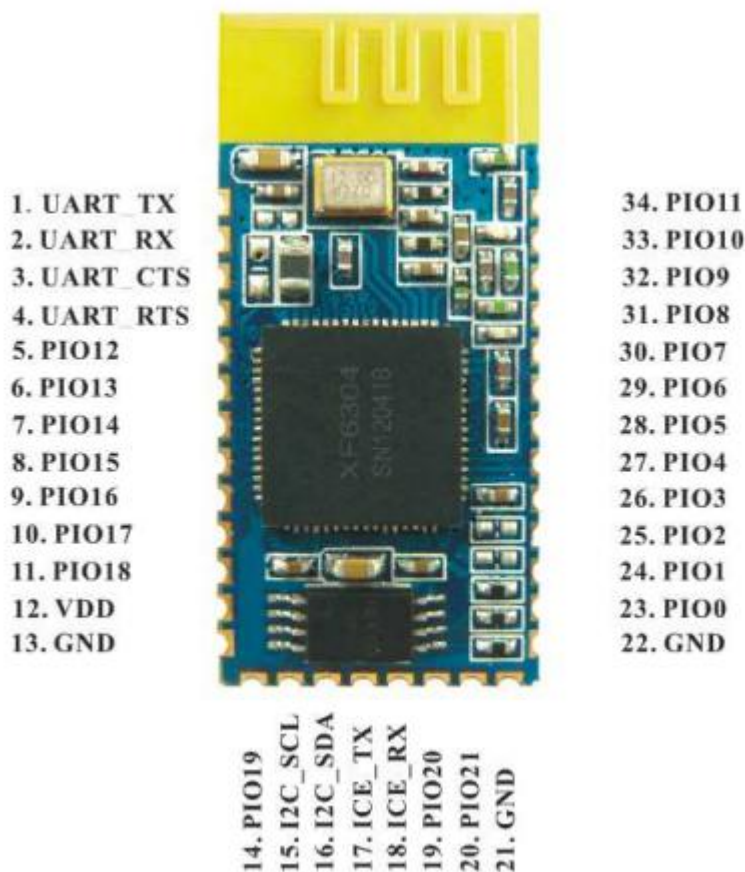 1. UART_TX
2. UART_RX
3. UART_CTS
4. UART_RTS
5. PIO12
6. PIO13
7. PIO14
8. PIO15
9. PIO16
10. PIO17
11. PIO18
12. VDD
13. GND
XF6304
SN120418
34. PIO11
33. PIO10
32. PIO9
31. PIO8
30. PIO7
29. PIO6
28. PIO5
27. PIO4
26. PIO3
25. PIO2
24. PIO1
23. PIO0
22. GND
14. PIO19
15. I2C_SCL
16. I2C_SDA
17. ICE_TX
18. ICE_RX
19. PIO20
20. PIO21
21. GND